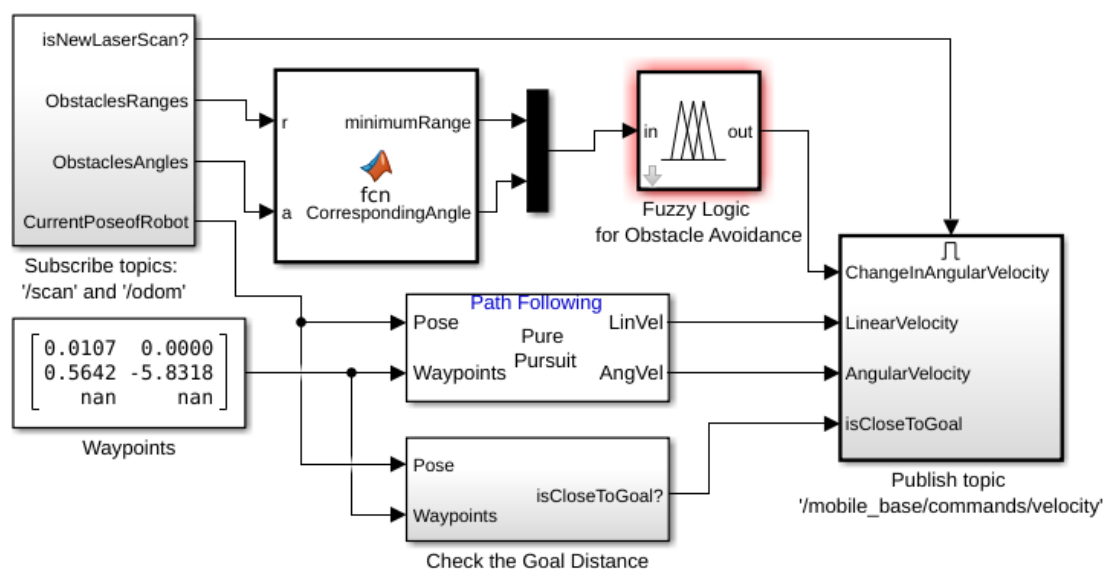 isNewLaserScan?
ObstaclesRanges
ObstaclesAngles
CurrentPoseofRobot
Subscribe topics:
'/scan' and '/odom'
r
a
fcn
minimumRange
CorrespondingAngle
in
out
Fuzzy Logic
for Obstacle Avoidance
0.0107 0.0000
0.5642 -5.8318
nan nan
Waypoints
Path Following
Pose
Waypoints
Pure
Pursuit
LinVel
AngVel
Pose
Waypoints
isCloseToGoal?
Check the Goal Distance
ChangeInAngularVelocity
LinearVelocity
AngularVelocity
isCloseToGoal
Publish topic
'/mobile_base/commands/velocity'